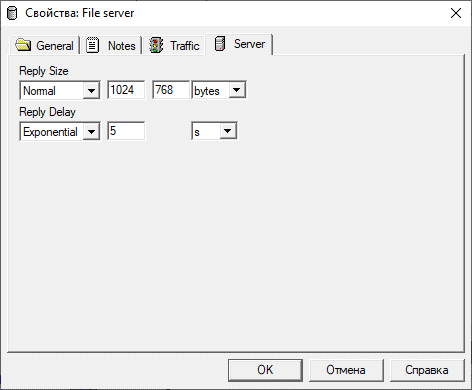 Свойства: File server
General Notes Traffic Server
Reply Size
Normal 1024 768 bytes
Reply Delay
Exponential 5 s
OK Отмена Справка